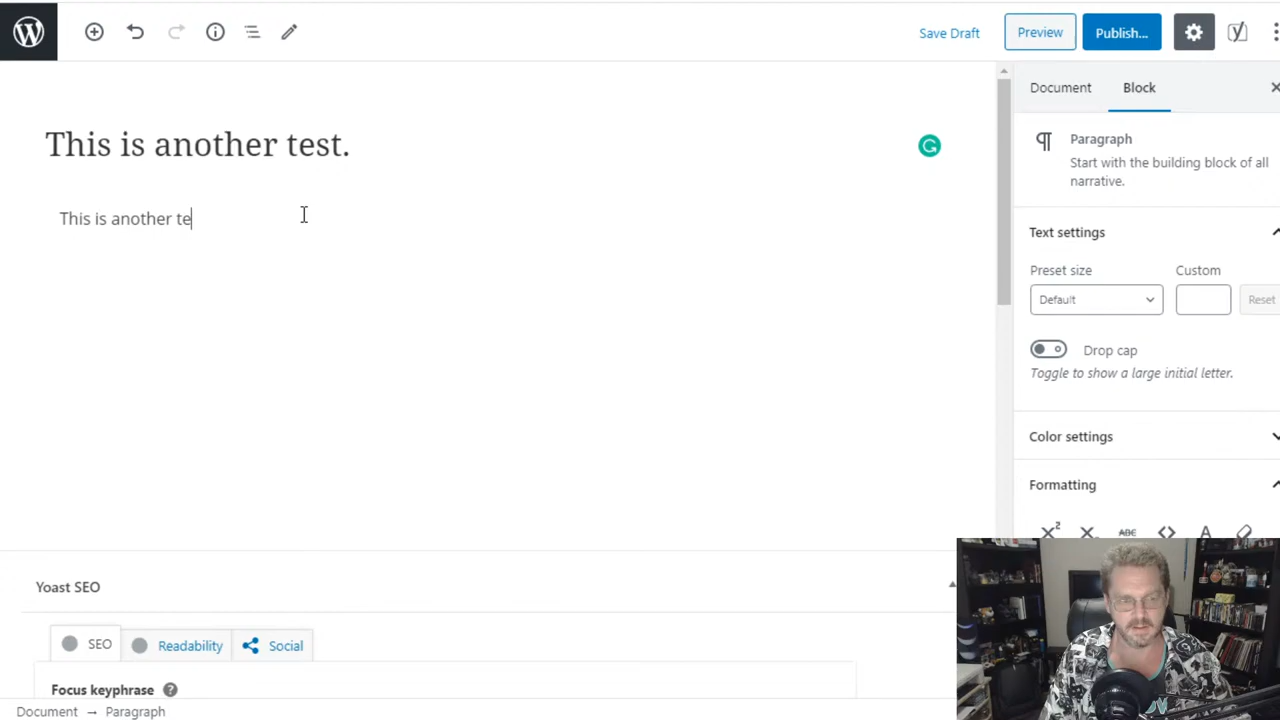 Save Draft
Preview
Publish...
Document
Block
This is another test.
Paragraph
Start with the building block of all
narrative.
This is another te
Text settings
Preset size
Custom
Default
Reset
Drop cap
Toggle to show a large initial letter.
Color settings
Formatting
X²
ABC
A
Yoast SEO
SEO
Readability
Social
Focus keyphrase
Document → Paragraph